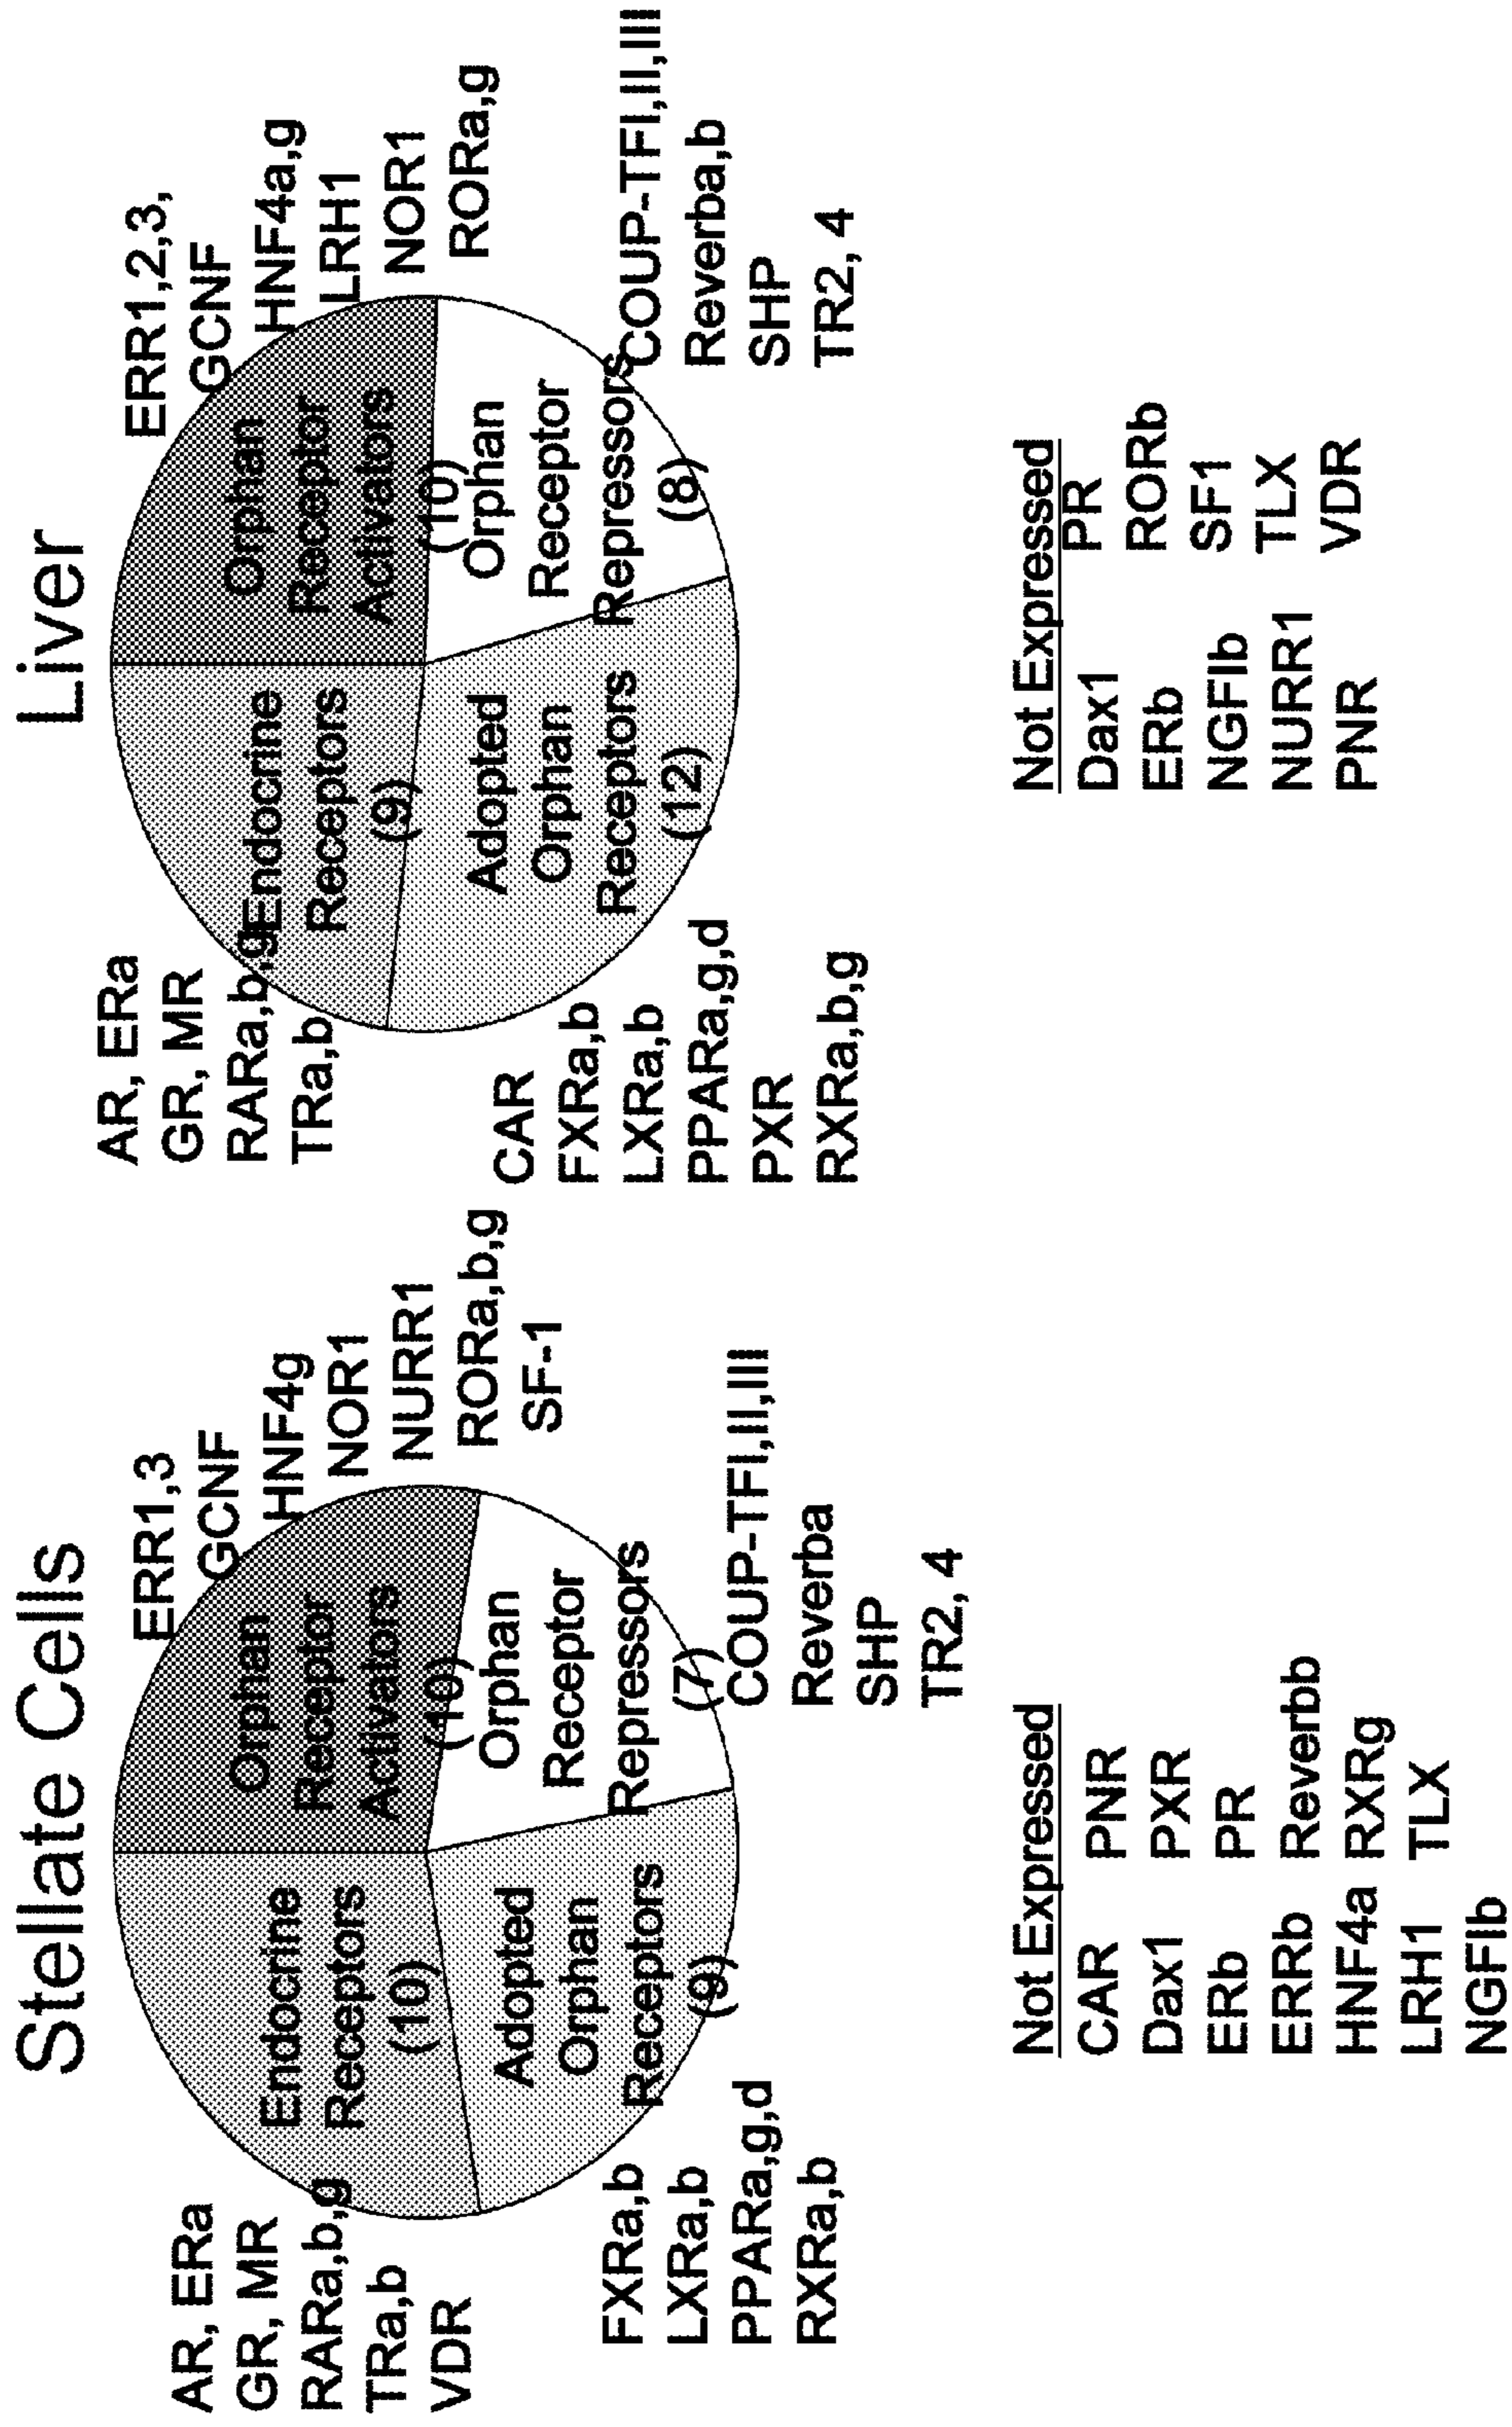 Stellate Cells
AR, ERa
GR, MR
RARa,b,g
TRa,b
VDR
Endocrine
Receptors
(10)
ERR1,3
GCNF
HNF4g
NOR1
NURR1
RORa,b,g
SF-1
Orphan
Receptor
Activators
(10)
Adopted
Orphan
Receptors
(9)
FXRa,b
LXRa,b
PPARa,g,d
RXRa,b
Orphan
Receptor
Repressors
(7)
COUP-TFI,II,III
Reverba
SHP
TR2, 4
Not Expressed
CAR PNR
Dax1 PXR
ERb PR
ERRb Reverbb
HNF4a RXRg
LRH1 TLX
NGFIb
Liver
AR, ERa
GR, MR
RARa,b,g
TRa,b
Endocrine
Receptors
(9)
ERR1,2,3,
GCNF
HNF4a,g
LRH1
NOR1
RORa,g
Orphan
Receptor
Activators
(10)
Adopted
Orphan
Receptors
(12)
CAR
FXRa,b
LXRa,b
PPARa,g,d
PXR
RXRa,b,g
Orphan
Receptor
Repressors
(8)
COUP-TFI,II,III
Reverba,b
SHP
TR2, 4
Not Expressed
Dax1 PR
ERb RORb
NGFIb SF1
NURR1 TLX
PNR VDR